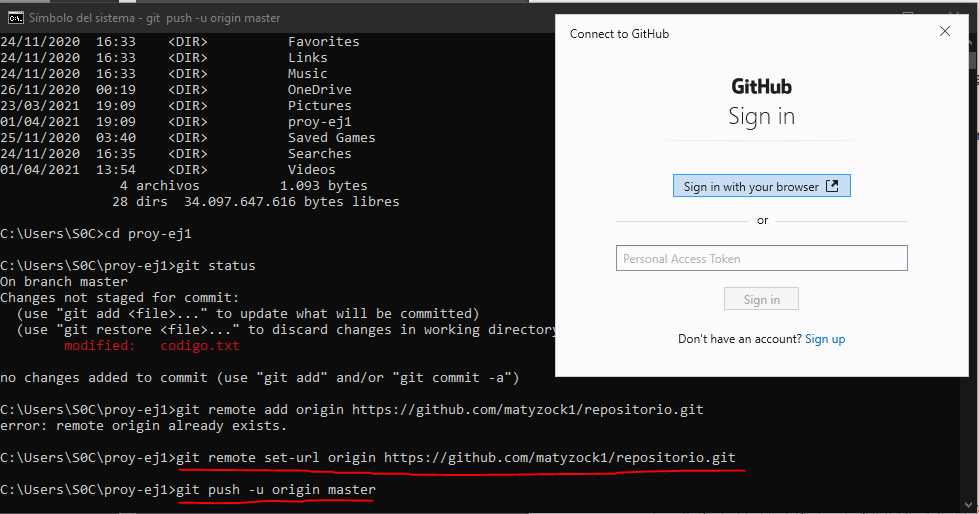 Símbolo del sistema - git push -u origin master
24/11/2020 16:33 <DIR> Favorites
24/11/2020 16:33 <DIR> Links
24/11/2020 16:33 <DIR> Music
26/11/2020 00:19 <DIR> OneDrive
23/03/2021 19:09 <DIR> Pictures
01/04/2021 19:09 <DIR> proy-ej1
25/11/2020 03:40 <DIR> Saved Games
24/11/2020 16:35 <DIR> Searches
01/04/2021 13:54 <DIR> Videos
4 archivos 1.093 bytes
28 dirs 34.097.647.616 bytes libres
C:\Users\S0C>cd proy-ej1
C:\Users\S0C\proy-ej1>git status
On branch master
Changes not staged for commit:
(use "git add <file>..." to update what will be committed)
(use "git restore <file>..." to discard changes in working directory
modified: codigo.txt
no changes added to commit (use "git add" and/or "git commit -a")
C:\Users\S0C\proy-ej1>git remote add origin https://github.com/matyzock1/repositorio.git
error: remote origin already exists.
C:\Users\S0C\proy-ej1>git remote set-url origin https://github.com/matyzock1/repositorio.git
C:\Users\S0C\proy-ej1>git push -u origin master
Connect to GitHub
GitHub
Sign in
Sign in with your browser
or
Personal Access Token
Sign in
Don't have an account? Sign up